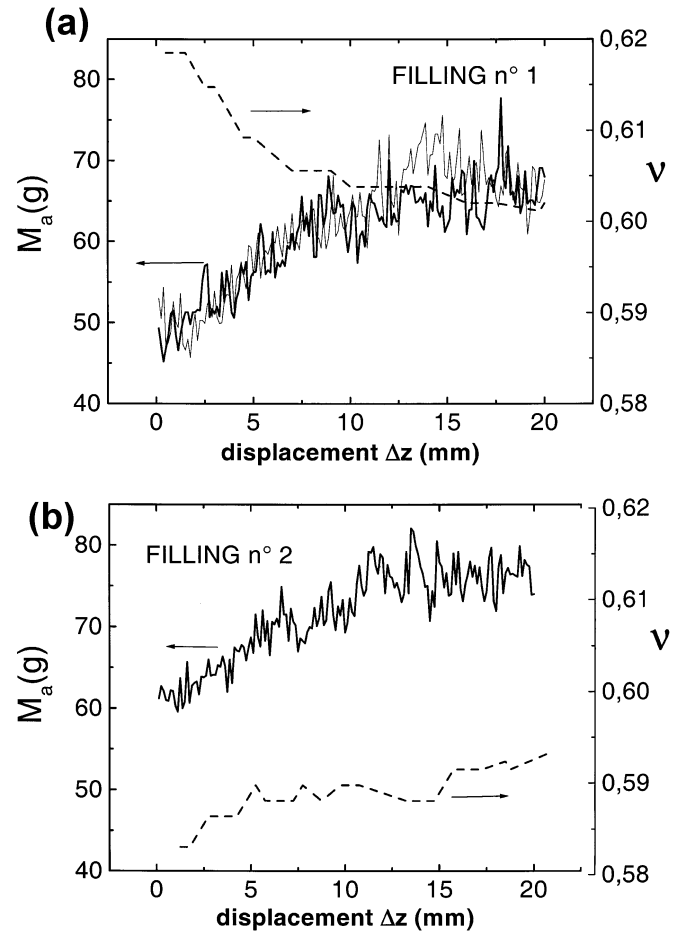 (a)
FILLING n° 1
80
70
60
50
40
M_a(g)
0,62
0,61
0,60
0,59
0,58
ν
0 5 10 15 20
displacement Δz (mm)
(b)
FILLING n° 2
80
70
60
50
40
M_a(g)
0,62
0,61
0,60
0,59
0,58
ν
0 5 10 15 20
displacement Δz (mm)